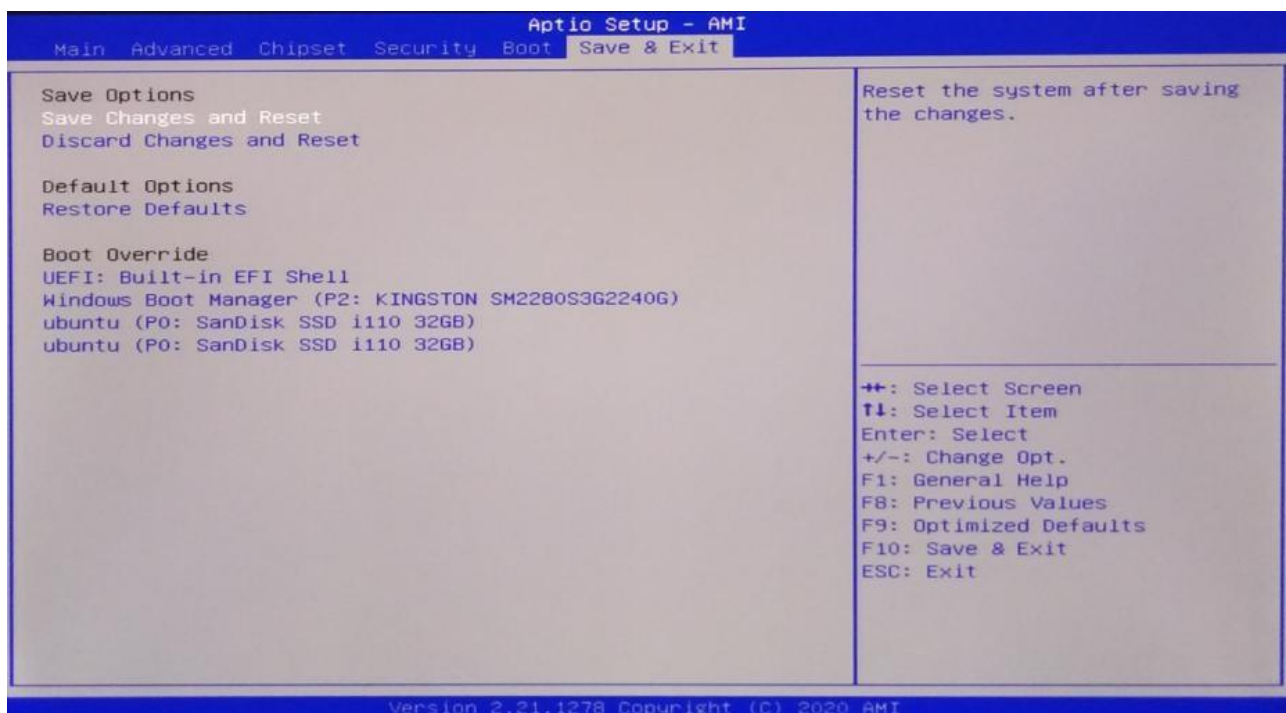 Aptio Setup - AMI
Main Advanced Chipset Security Boot Save & Exit
Save Options
Save Changes and Reset
Discard Changes and Reset
Default Options
Restore Defaults
Boot Override
UEFI: Built-in EFI Shell
Windows Boot Manager (P2: KINGSTON SM2280S3G2240G)
ubuntu (P0: SanDisk SSD i110 32GB)
ubuntu (P0: SanDisk SSD i110 32GB)
Reset the system after saving
the changes.
→←: Select Screen
↑↓: Select Item
Enter: Select
+/-: Change Opt.
F1: General Help
F8: Previous Values
F9: Optimized Defaults
F10: Save & Exit
ESC: Exit
Version 2.21.1278 Copyright (C) 2020 AMI